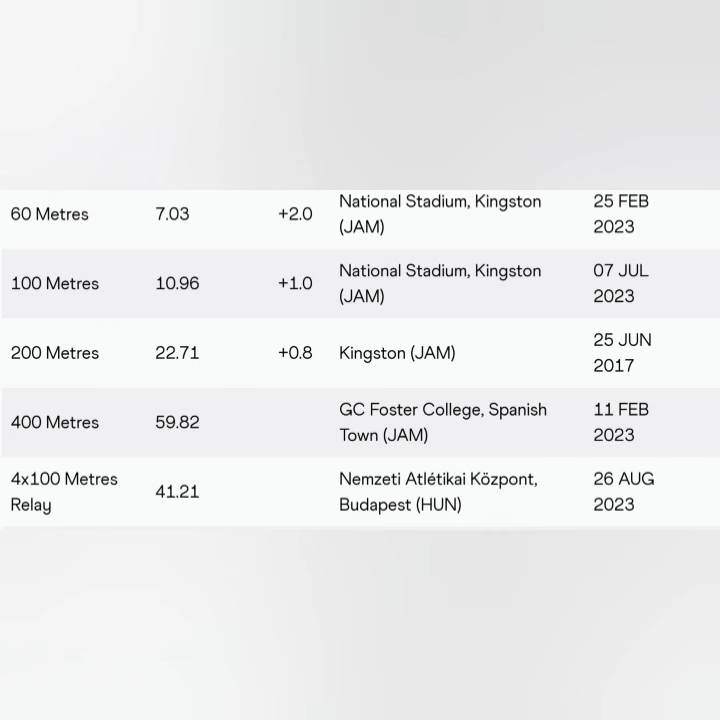 60 Metres 7.03 +2.0 National Stadium, Kingston (JAM) 25 FEB 2023
100 Metres 10.96 +1.0 National Stadium, Kingston (JAM) 07 JUL 2023
200 Metres 22.71 +0.8 Kingston (JAM) 25 JUN 2017
400 Metres 59.82 GC Foster College, Spanish Town (JAM) 11 FEB 2023
4x100 Metres Relay 41.21 Nemzeti Atlétikai Központ, Budapest (HUN) 26 AUG 2023